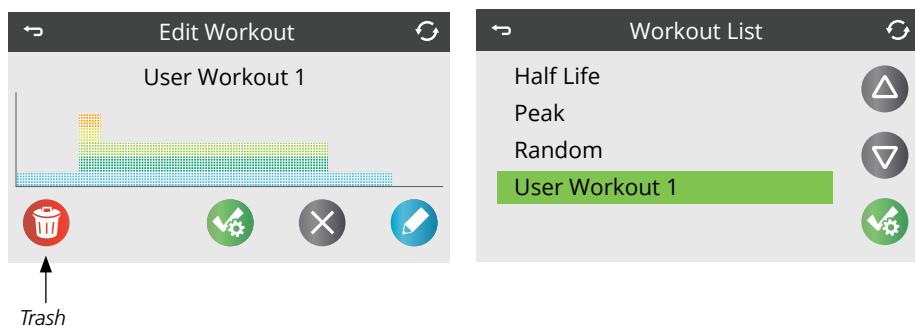 Edit Workout
User Workout 1
Trash
Workout List
Half Life
Peak
Random
User Workout 1